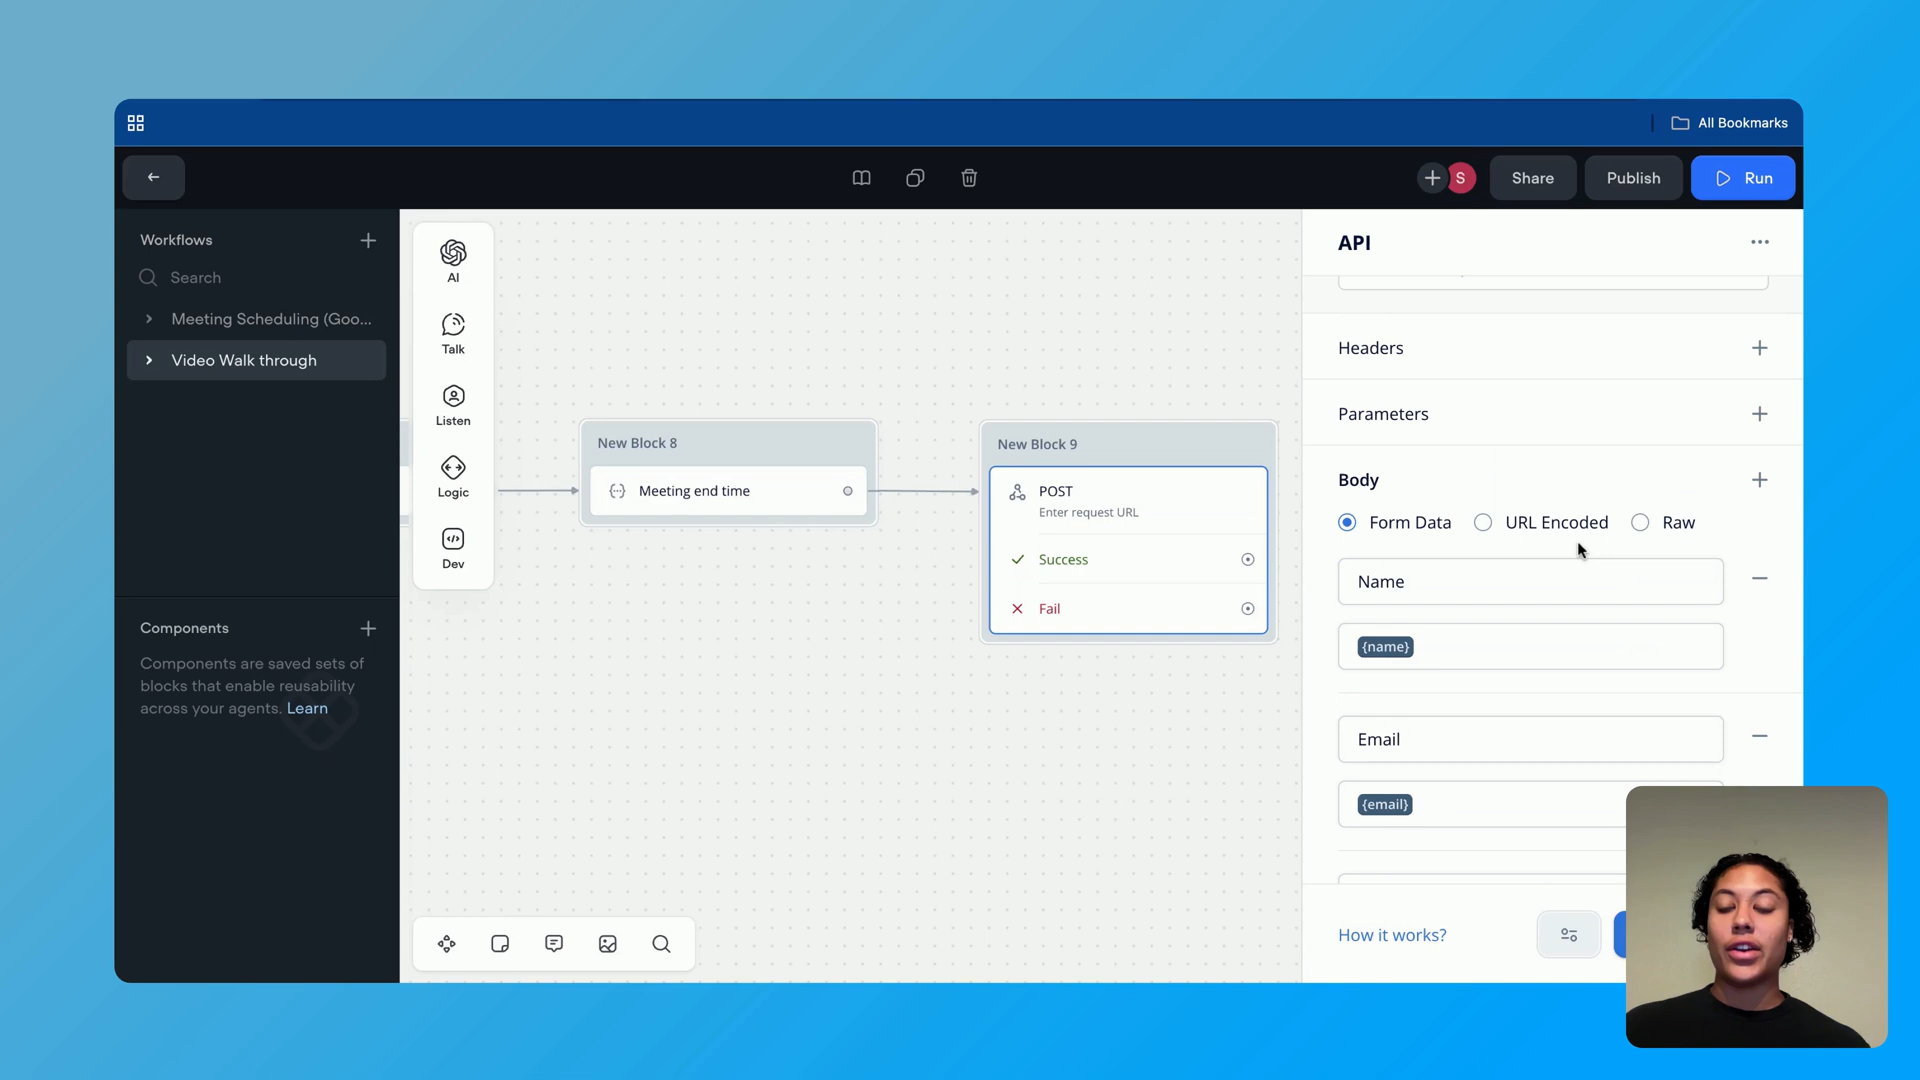 All Bookmarks
S
Share
Publish
Run
Workflows
Search
Meeting Scheduling (Goo...
Video Walk through
Components
Components are saved sets of
blocks that enable reusability
across your agents. Learn
AI
Talk
Listen
Logic
Dev
New Block 8
Meeting end time
New Block 9
POST
Enter request URL
Success
Fail
API
Headers
Parameters
Body
Form Data
URL Encoded
Raw
Name
{name}
Email
{email}
How it works?